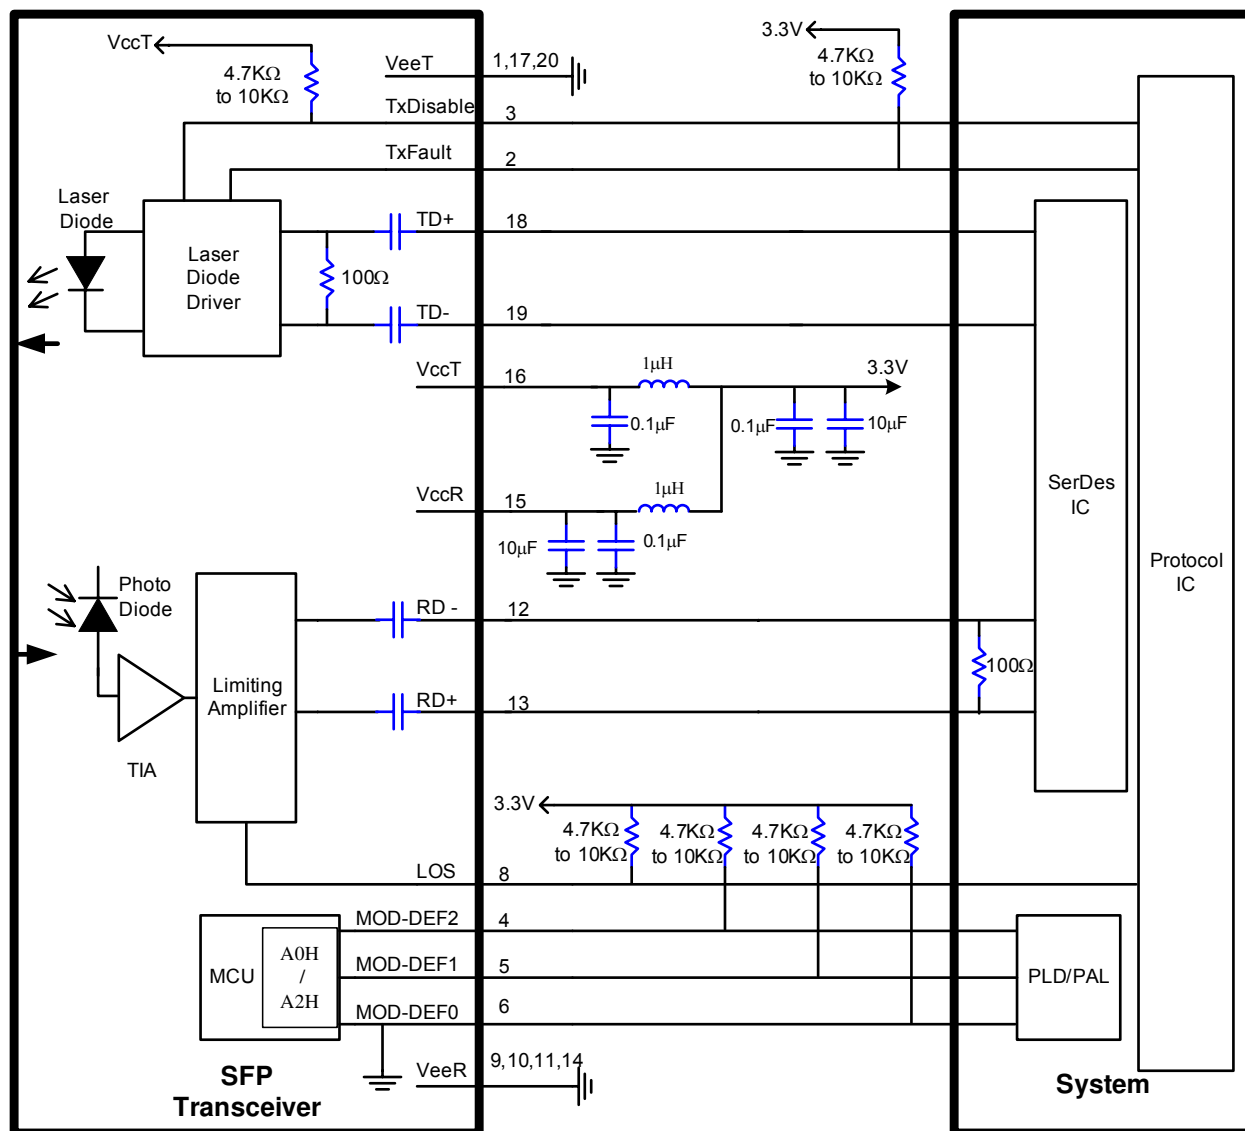 VccT
4.7KΩ
to 10KΩ
VeeT
1,17,20
3.3V
4.7KΩ
to 10KΩ
TxDisable
3
TxFault
2
Laser
Diode
Laser
Diode
Driver
TD+
18
100Ω
TD-
19
VccT
16
1μH
3.3V
0.1μF
0.1μF
10μF
VccR
15
1μH
10μF
0.1μF
SerDes
IC
Protocol
IC
Photo
Diode
RD -
12
Limiting
Amplifier
100Ω
RD+
13
TIA
3.3V
4.7KΩ
to 10KΩ
4.7KΩ
to 10KΩ
4.7KΩ
to 10KΩ
4.7KΩ
to 10KΩ
LOS
8
MOD-DEF2
4
MCU
A0H
/
A2H
MOD-DEF1
5
PLD/PAL
MOD-DEF0
6
VeeR
9,10,11,14
SFP
Transceiver
System